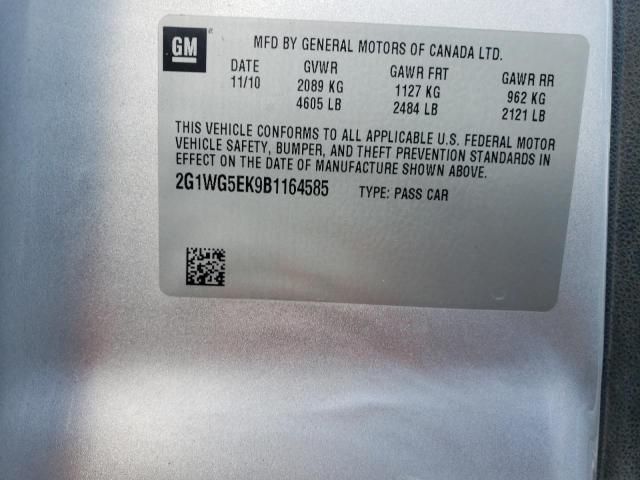 GM
MFD BY GENERAL MOTORS OF CANADA LTD.
DATE GVWR GAWR FRT GAWR RR
11/10 2089 KG 1127 KG 962 KG
4605 LB 2484 LB 2121 LB
THIS VEHICLE CONFORMS TO ALL APPLICABLE U.S. FEDERAL MOTOR
VEHICLE SAFETY, BUMPER, AND THEFT PREVENTION STANDARDS IN
EFFECT ON THE DATE OF MANUFACTURE SHOWN ABOVE.
2G1WG5EK9B1164585 TYPE: PASS CAR